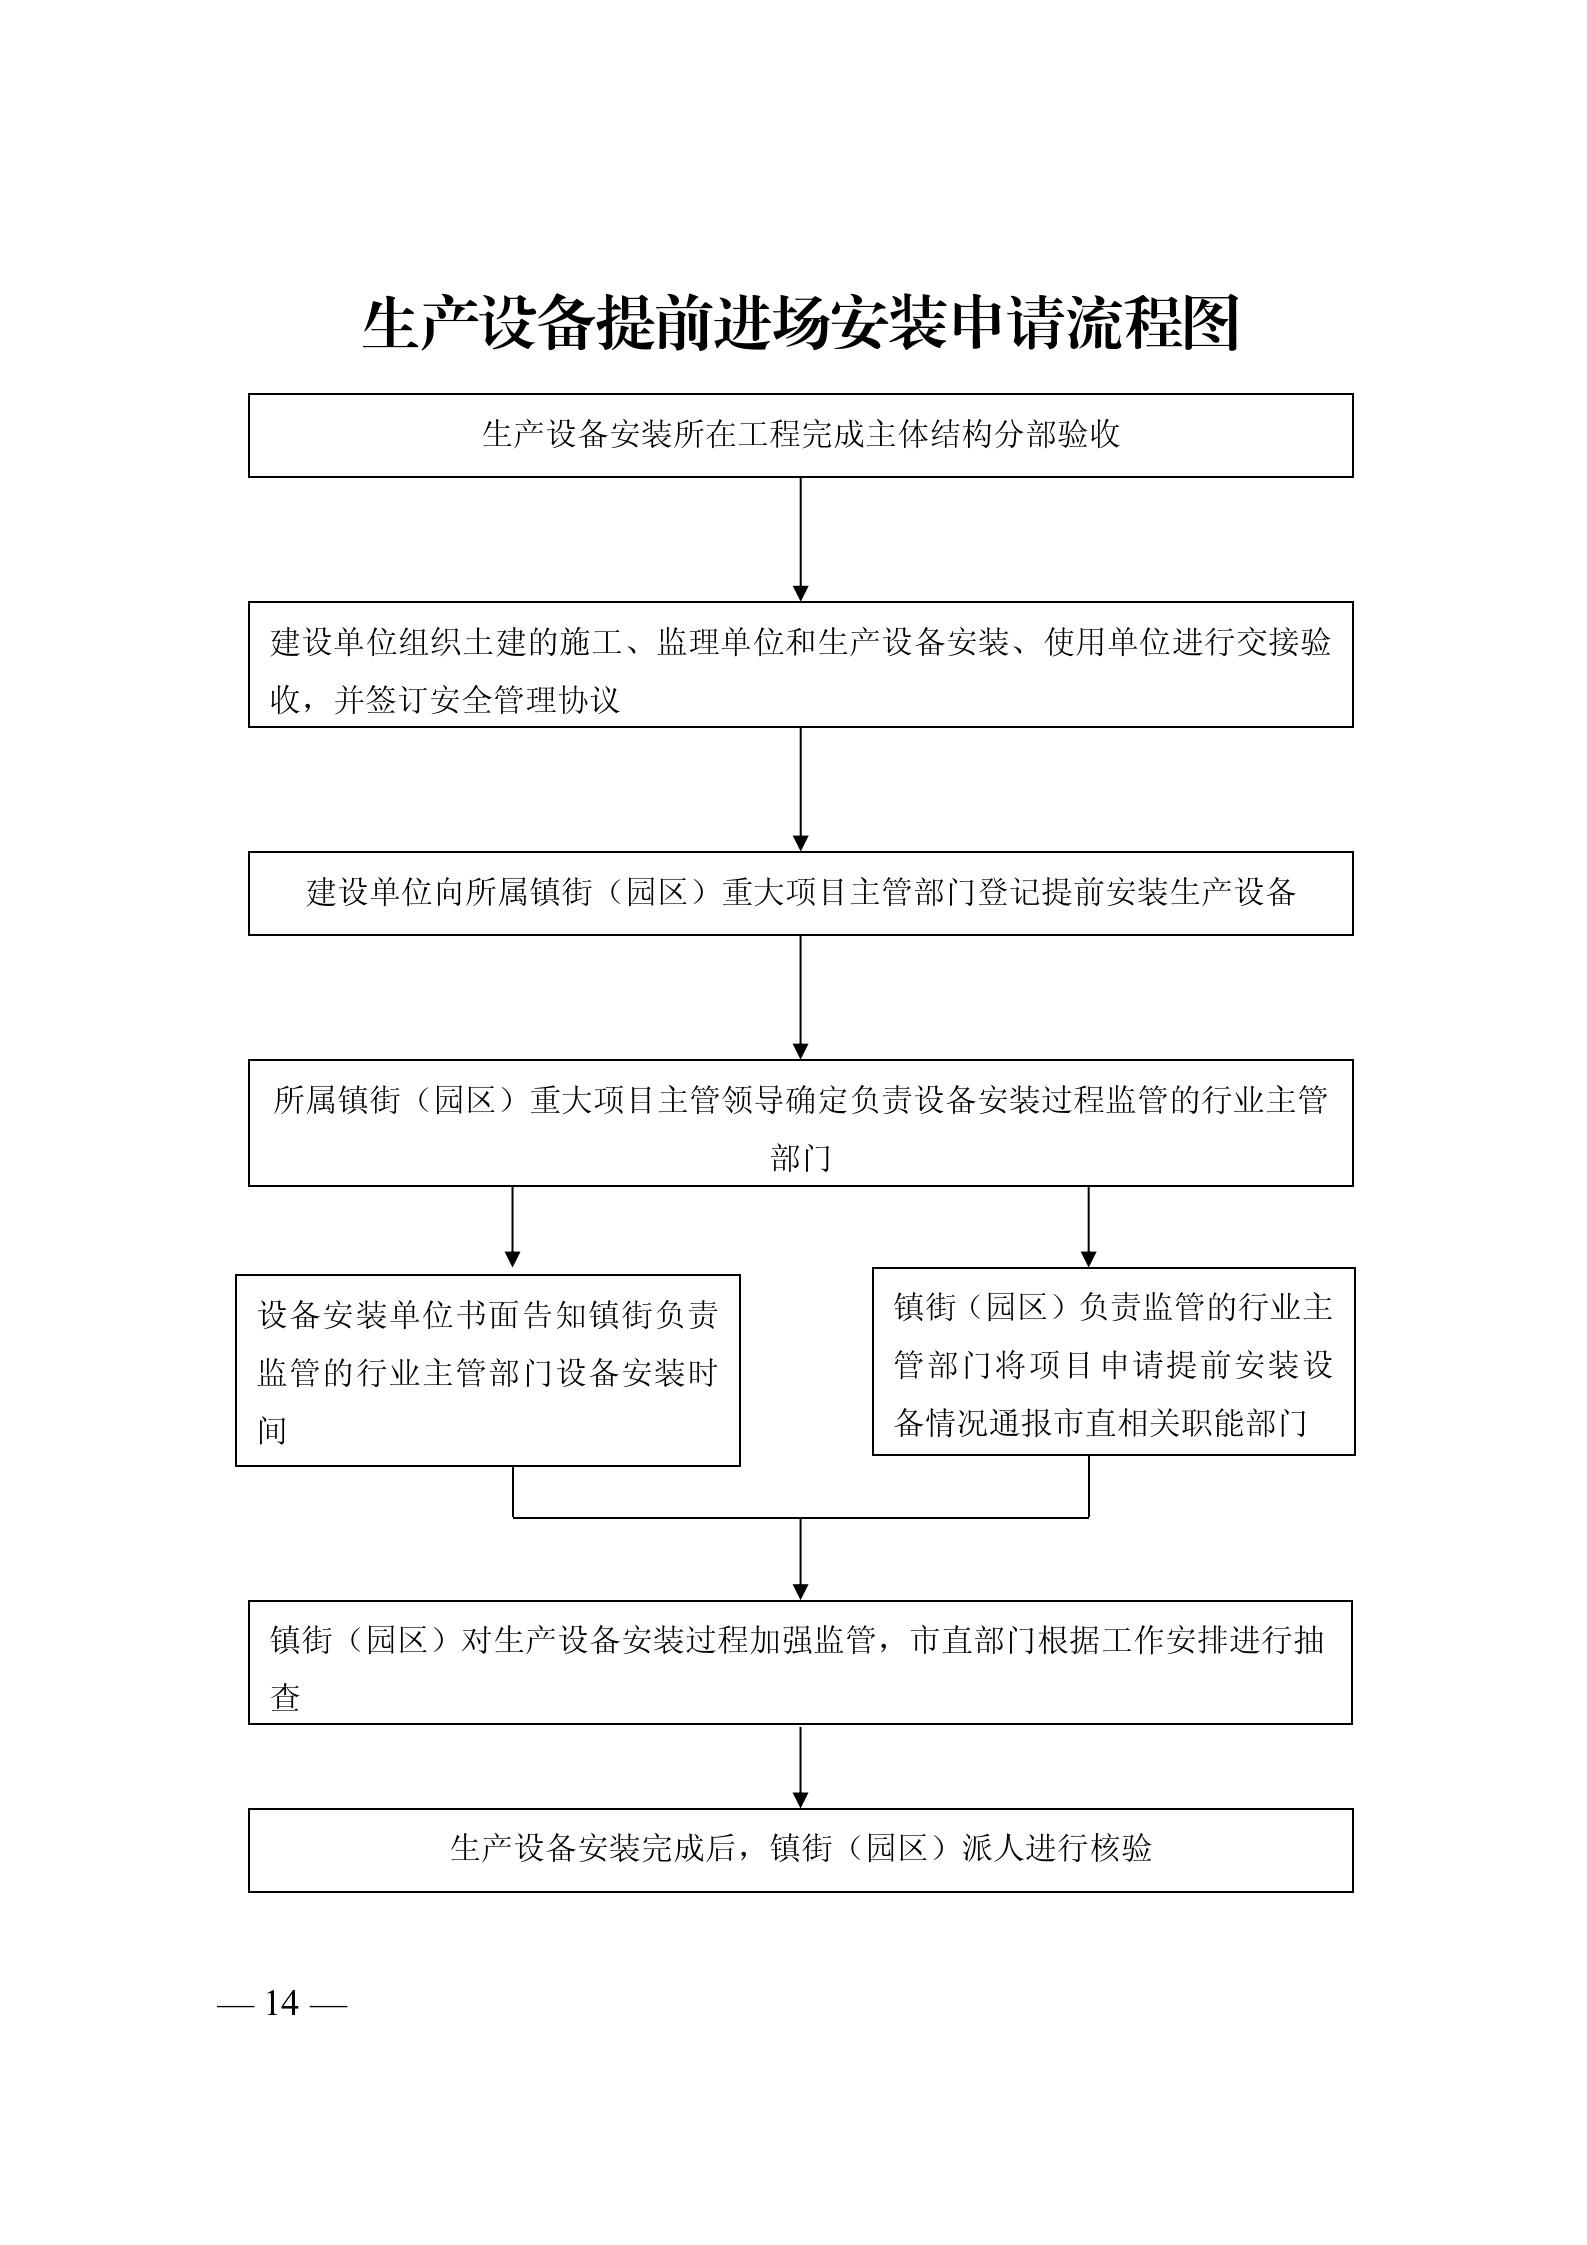 生产设备提前进场安装申请流程图
生产设备安装所在工程完成主体结构分部验收
建设单位组织土建的施工、监理单位和生产设备安装、使用单位进行交接验
收，并签订安全管理协议
建设单位向所属镇街（园区）重大项目主管部门登记提前安装生产设备
所属镇街（园区）重大项目主管领导确定负责设备安装过程监管的行业主管
部门
设备安装单位书面告知镇街负责
监管的行业主管部门设备安装时
间
镇街（园区）负责监管的行业主
管部门将项目申请提前安装设
备情况通报市直相关职能部门
镇街（园区）对生产设备安装过程加强监管，市直部门根据工作安排进行抽
查
生产设备安装完成后，镇街（园区）派人进行核验
— 14 —